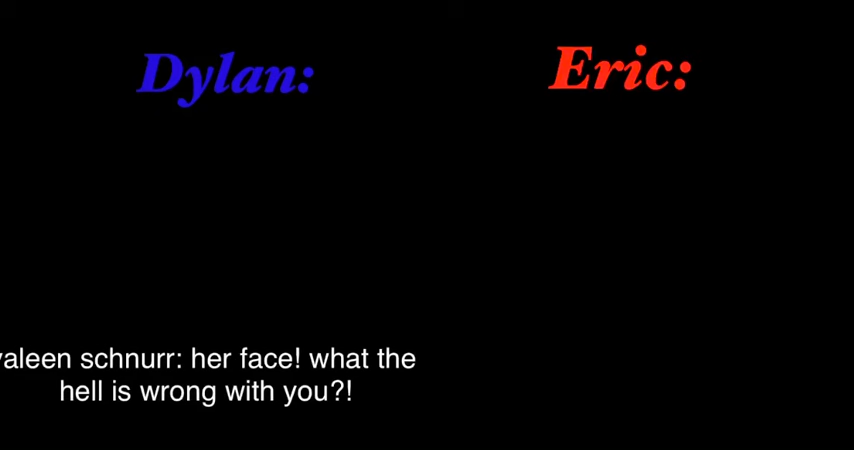 Dylan:
Eric:
valeen schnurr: her face! what the
hell is wrong with you?!